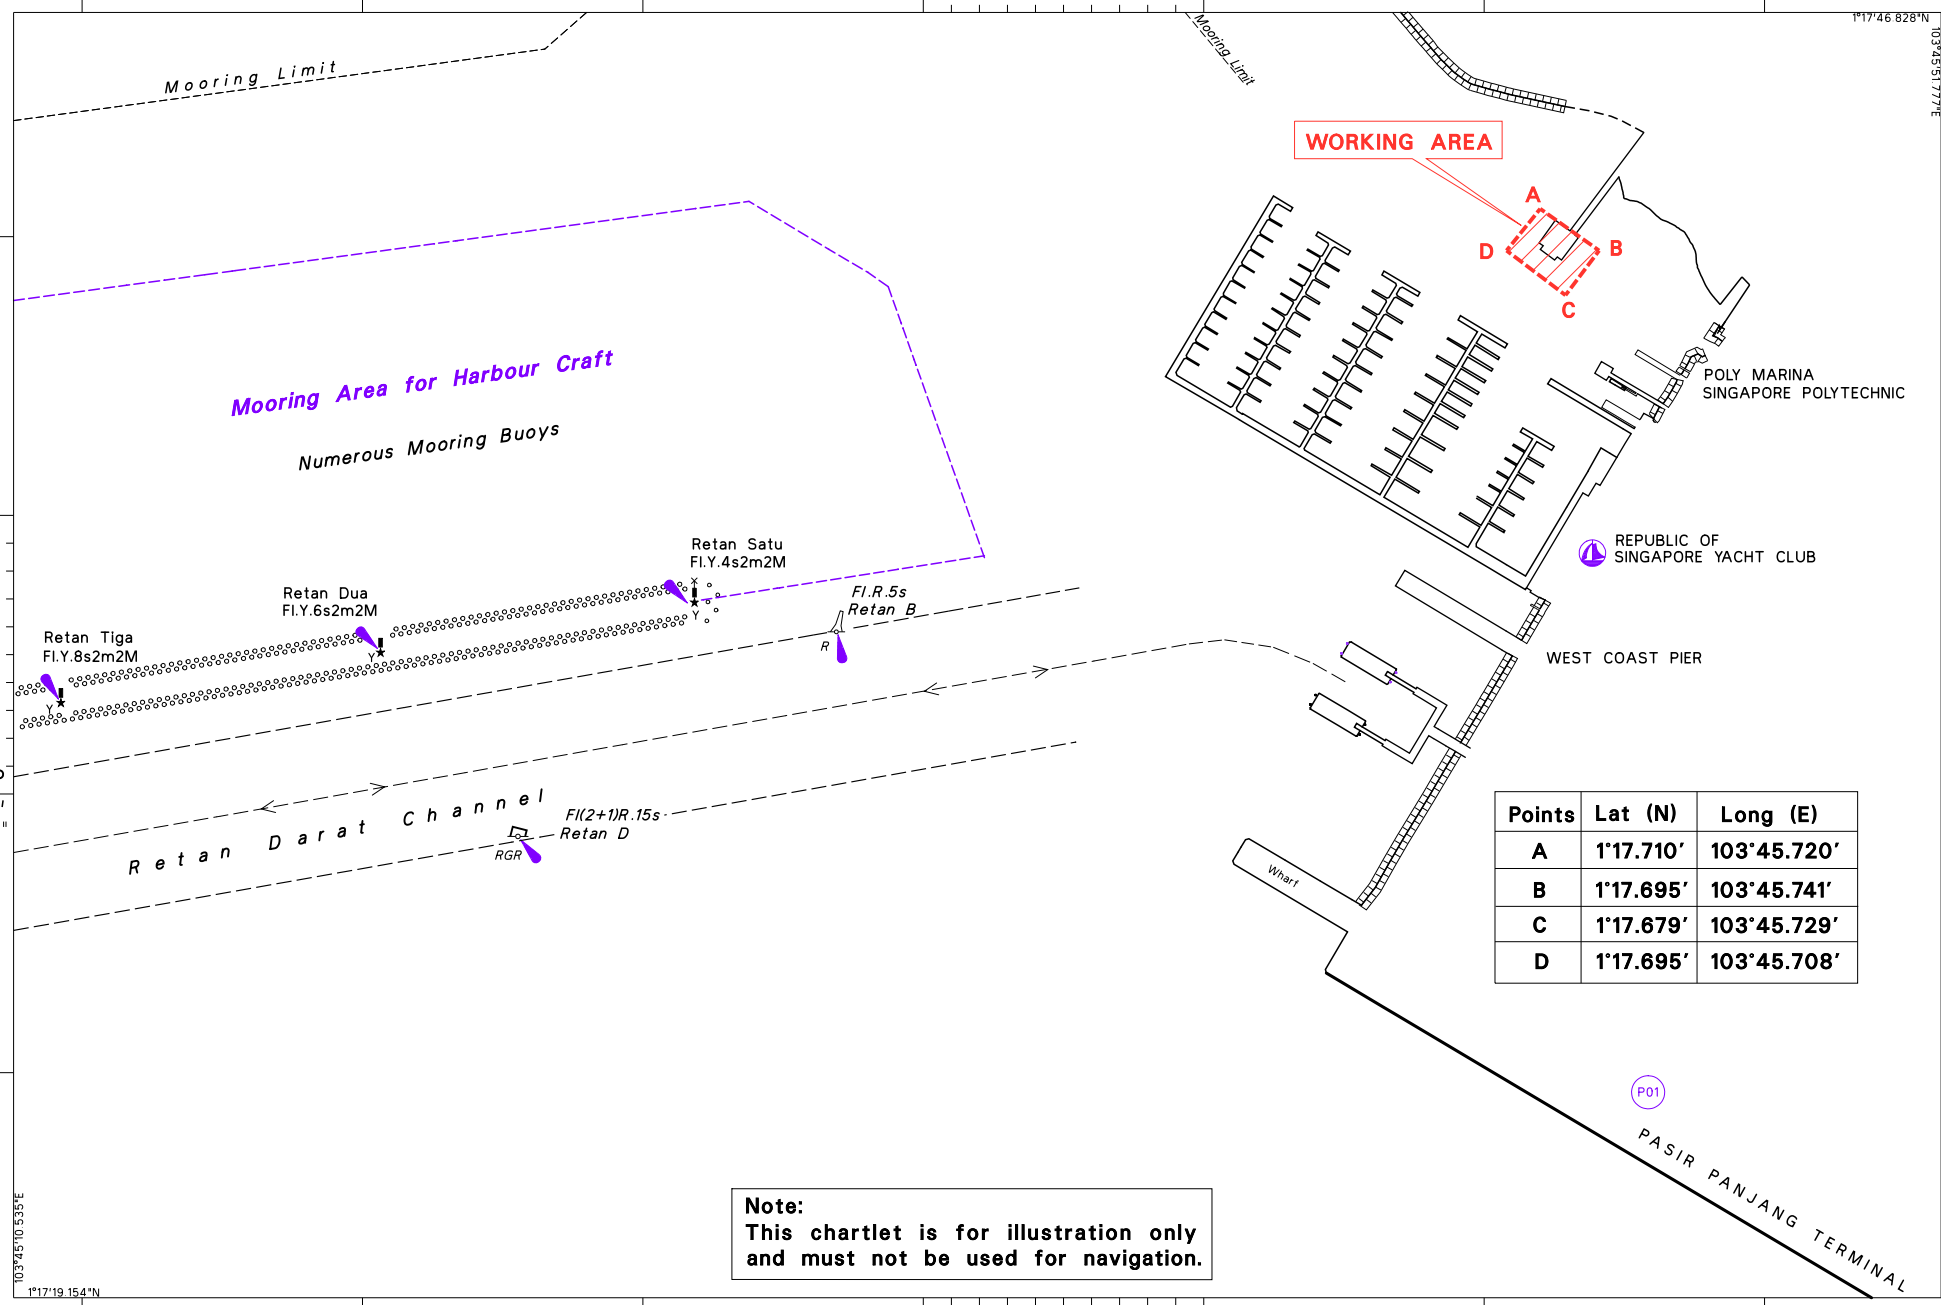 1°17'46.828"N
103°45'51.777"E
Mooring Limit
Mooring Limit
WORKING AREA
A
B
C
D
Mooring Area for Harbour Craft
Numerous Mooring Buoys
POLY MARINA
SINGAPORE POLYTECHNIC
REPUBLIC OF
SINGAPORE YACHT CLUB
Retan Satu
Fl.Y.4s2m2M
Y
Retan Dua
Fl.Y.6s2m2M
Y
Retan Tiga
Fl.Y.8s2m2M
Y
Fl.R.5s
Retan B
R
WEST COAST PIER
Retan Darat Channel
Fl(2+1)R.15s
Retan D
RGR
Wharf
Points Lat (N) Long (E)
A 1°17.710' 103°45.720'
B 1°17.695' 103°45.741'
C 1°17.679' 103°45.729'
D 1°17.695' 103°45.708'
P01
PASIR PANJANG TERMINAL
Note:
This chartlet is for illustration only
and must not be used for navigation.
103°45'10.535"E
1°17'19.154"N